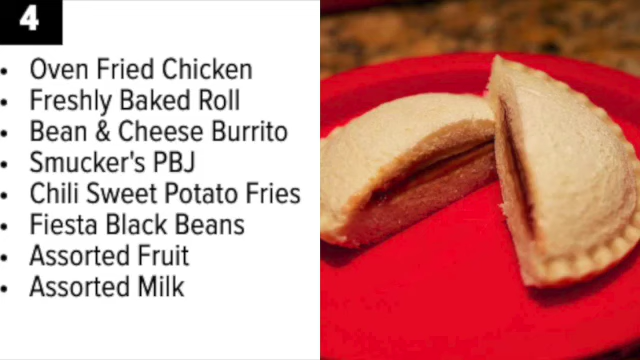 4
• Oven Fried Chicken
• Freshly Baked Roll
• Bean & Cheese Burrito
• Smucker's PBJ
• Chili Sweet Potato Fries
• Fiesta Black Beans
• Assorted Fruit
• Assorted Milk